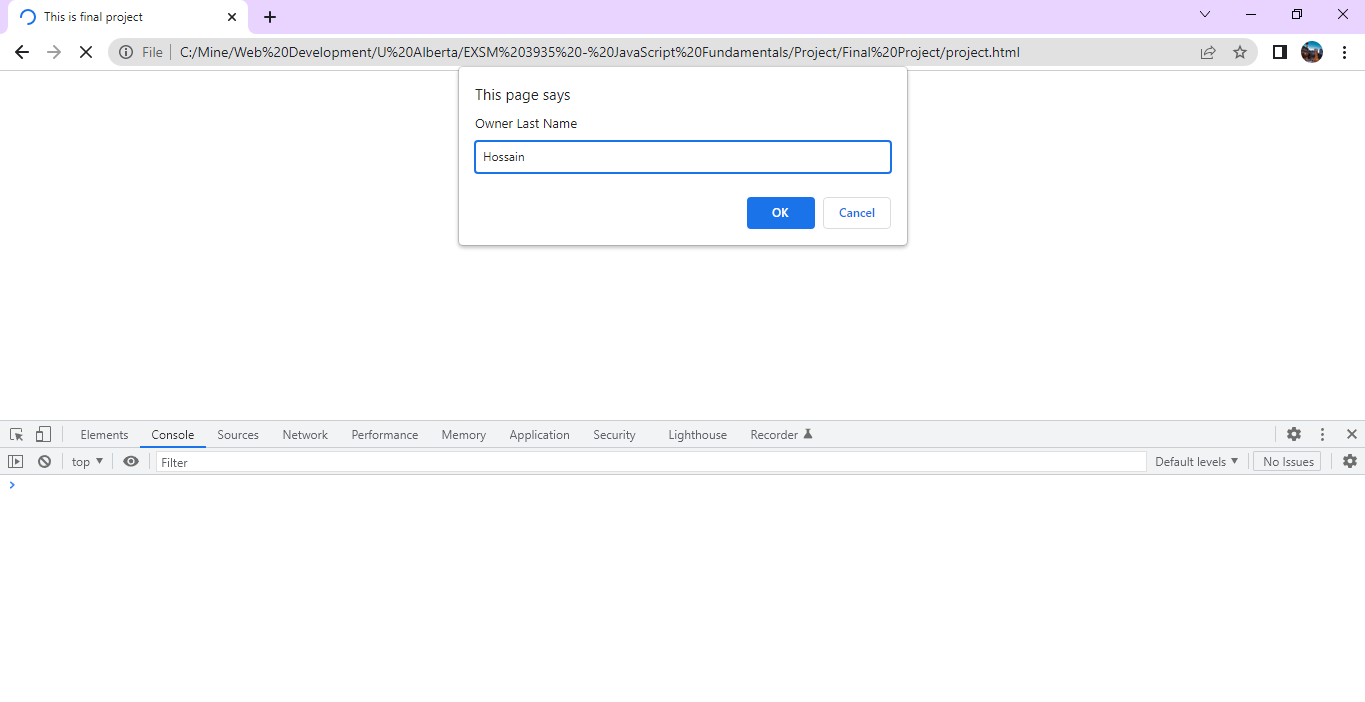 This is final project
File C:/Mine/Web%20Development/U%20Alberta/EXSM%203935%20-%20JavaScript%20Fundamentals/Project/Final%20Project/project.html
This page says
Owner Last Name
Hossain
OK Cancel
Elements Console Sources Network Performance Memory Application Security Lighthouse Recorder
top Filter Default levels No Issues